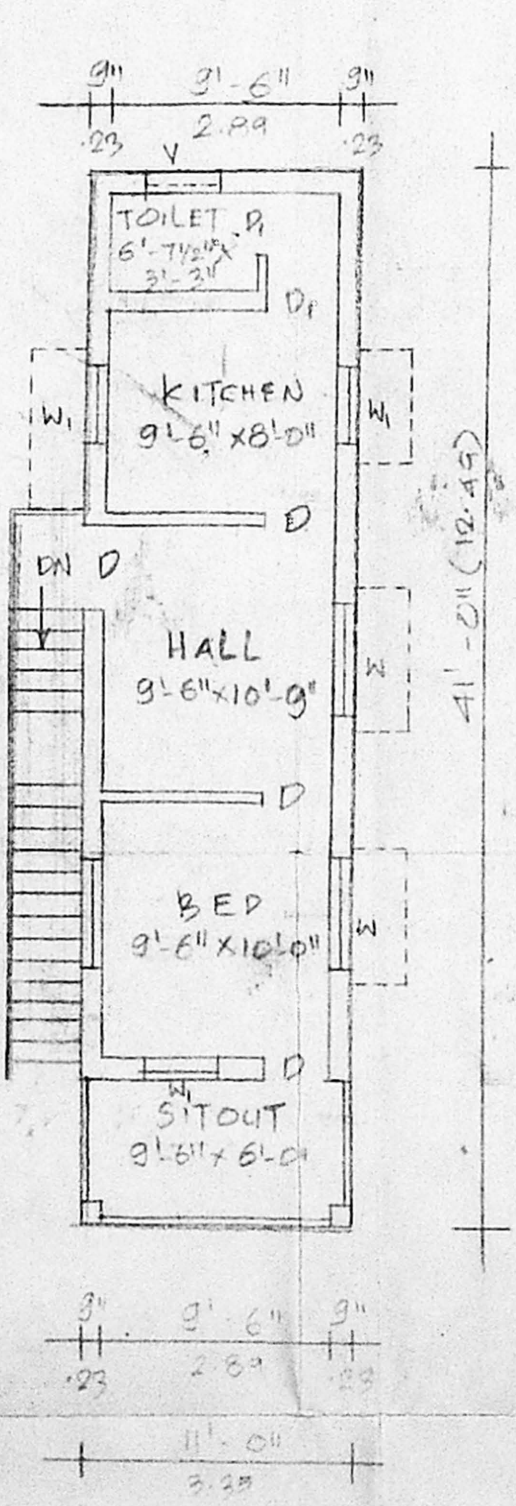 9" 9'-6" 9"
.23 2.89 .23
V
TOILET D1
6'-7½"X
3'-3"
D1
KITCHEN
9'-6" X8'-0"
W1
W1
D
DN D
HALL
9'-6"X10'-9"
W
41'-0" (12.49)
D
BED
9'-6" X10'-0"
W
D
W1
SITOUT
9'-6" X 6'-0
9" 9'-6" 9"
.23 2.89 .23
11'-0"
3.35